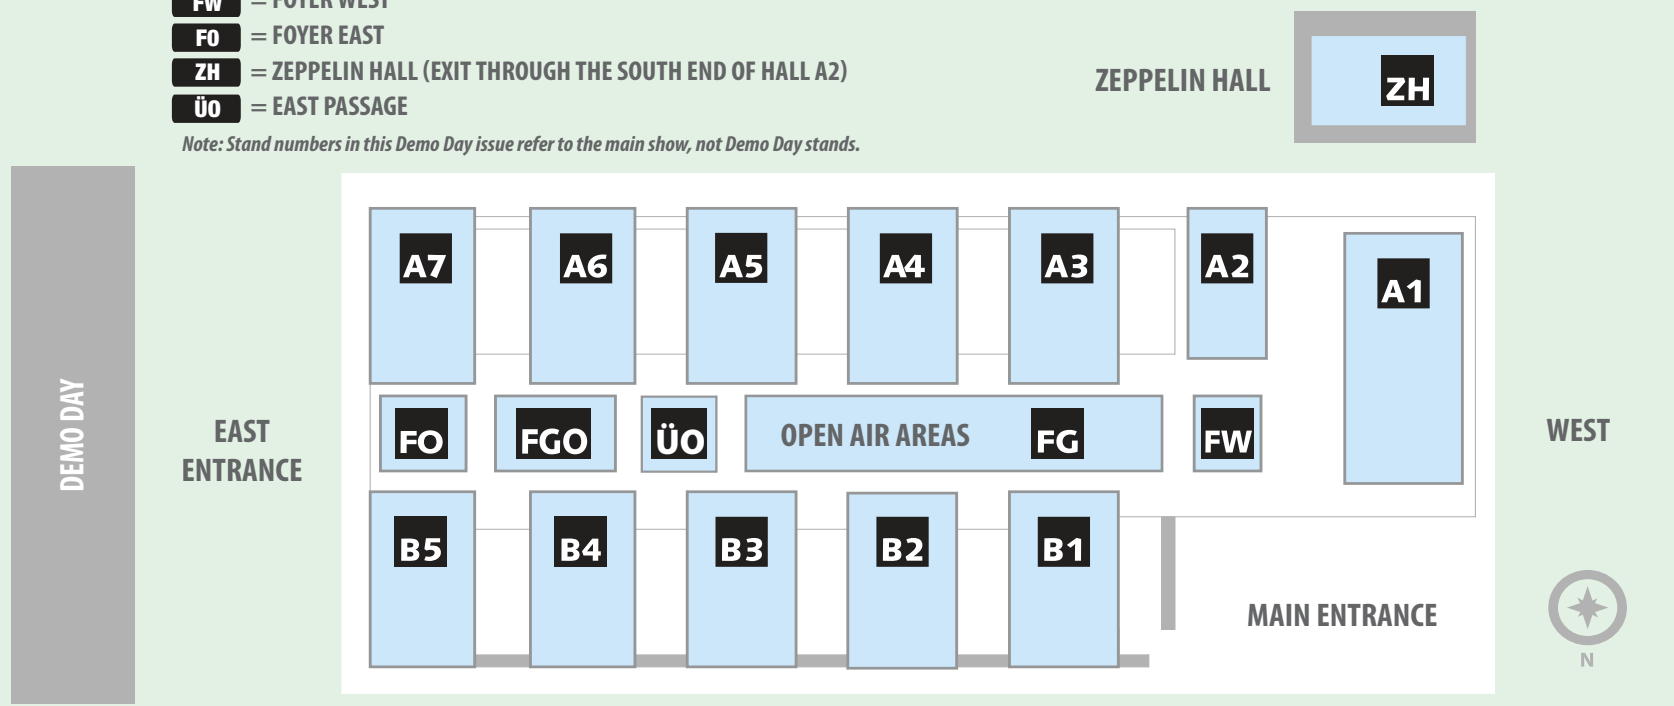 FW = FOYER WEST
FO = FOYER EAST
ZH = ZEPPELIN HALL (EXIT THROUGH THE SOUTH END OF HALL A2)
ÜO = EAST PASSAGE
Note: Stand numbers in this Demo Day issue refer to the main show, not Demo Day stands.
ZEPPELIN HALL
ZH
DEMO DAY
A7 A6 A5 A4 A3 A2 A1
EAST
ENTRANCE
FO FGO ÜO OPEN AIR AREAS FG FW
WEST
B5 B4 B3 B2 B1
MAIN ENTRANCE
N